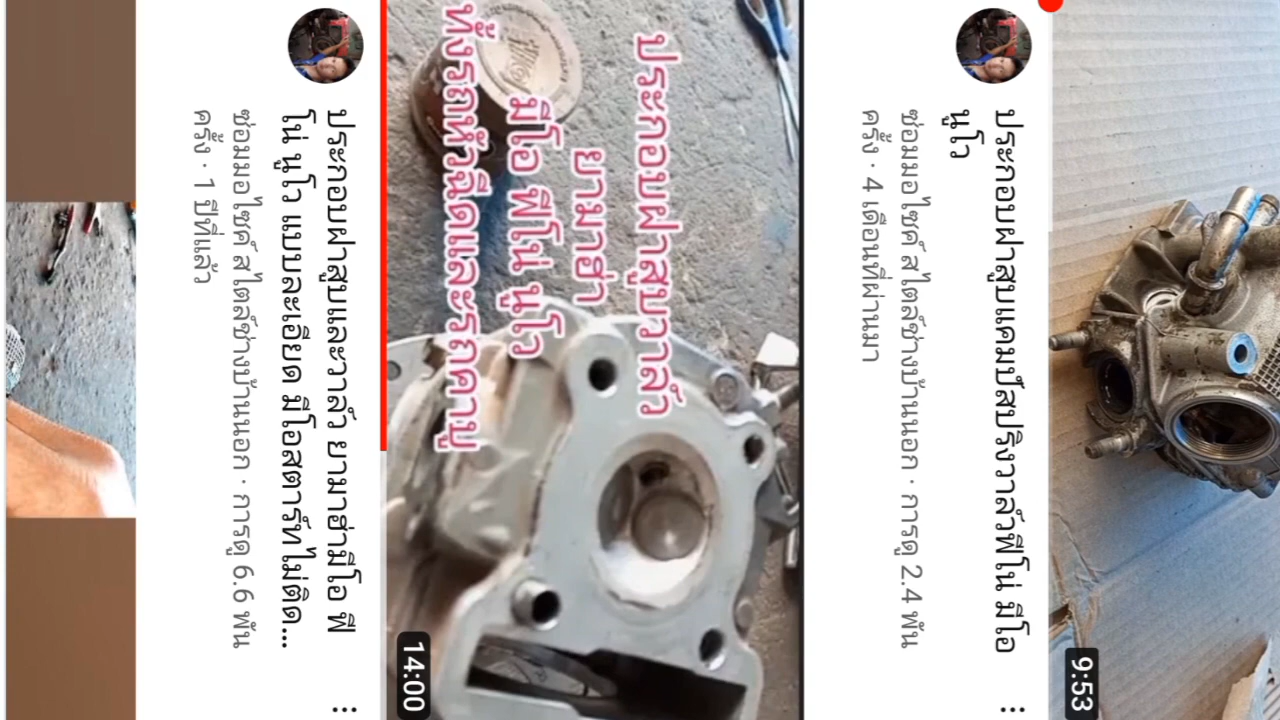 9:53
ประกอบฝาสูบแคมป์สปริงวาล์วฟีโน่ มีโอ
นูโว
ซ่อมมอไซค์ สไตล์ช่างบ้านนอก · การดู 2.4 พัน
ครั้ง · 4 เดือนที่ผ่านมา
ประกอบฝาสูบวาลล์ว
ยามาฮ่า
มีโอ ฟีโน่ นูโว
ทั้งรถหัวฉีดและรถคาบู
14:00
ประกอบฝาสูบและวาล์ว ยามาฮ่ามีโอ ฟี
โน่ นูโว แบบละเอียด มีโอสตาร์ทไม่ติด...
ซ่อมมอไซค์ สไตล์ช่างบ้านนอก · การดู 6.6 พัน
ครั้ง · 1 ปีที่แล้ว